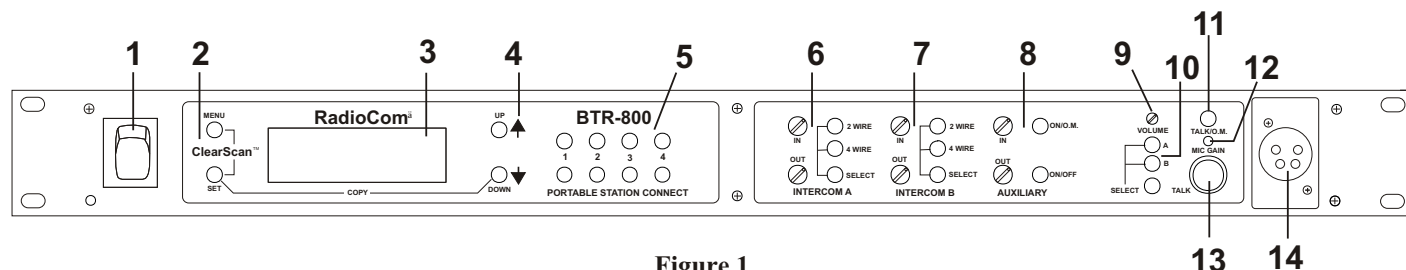 1 2 3 4 5 6 7 8 9 10 11 12
MENU RadioComä UP BTR-800
ClearScan™
SET COPY DOWN
1 2 3 4
PORTABLE STATION CONNECT
IN 2 WIRE IN 2 WIRE IN ON/O.M. VOLUME TALK/O.M.
4 WIRE 4 WIRE A MIC GAIN
OUT OUT OUT B
SELECT SELECT ON/OFF SELECT TALK
INTERCOM A INTERCOM B AUXILIARY
13 14
Figure 1